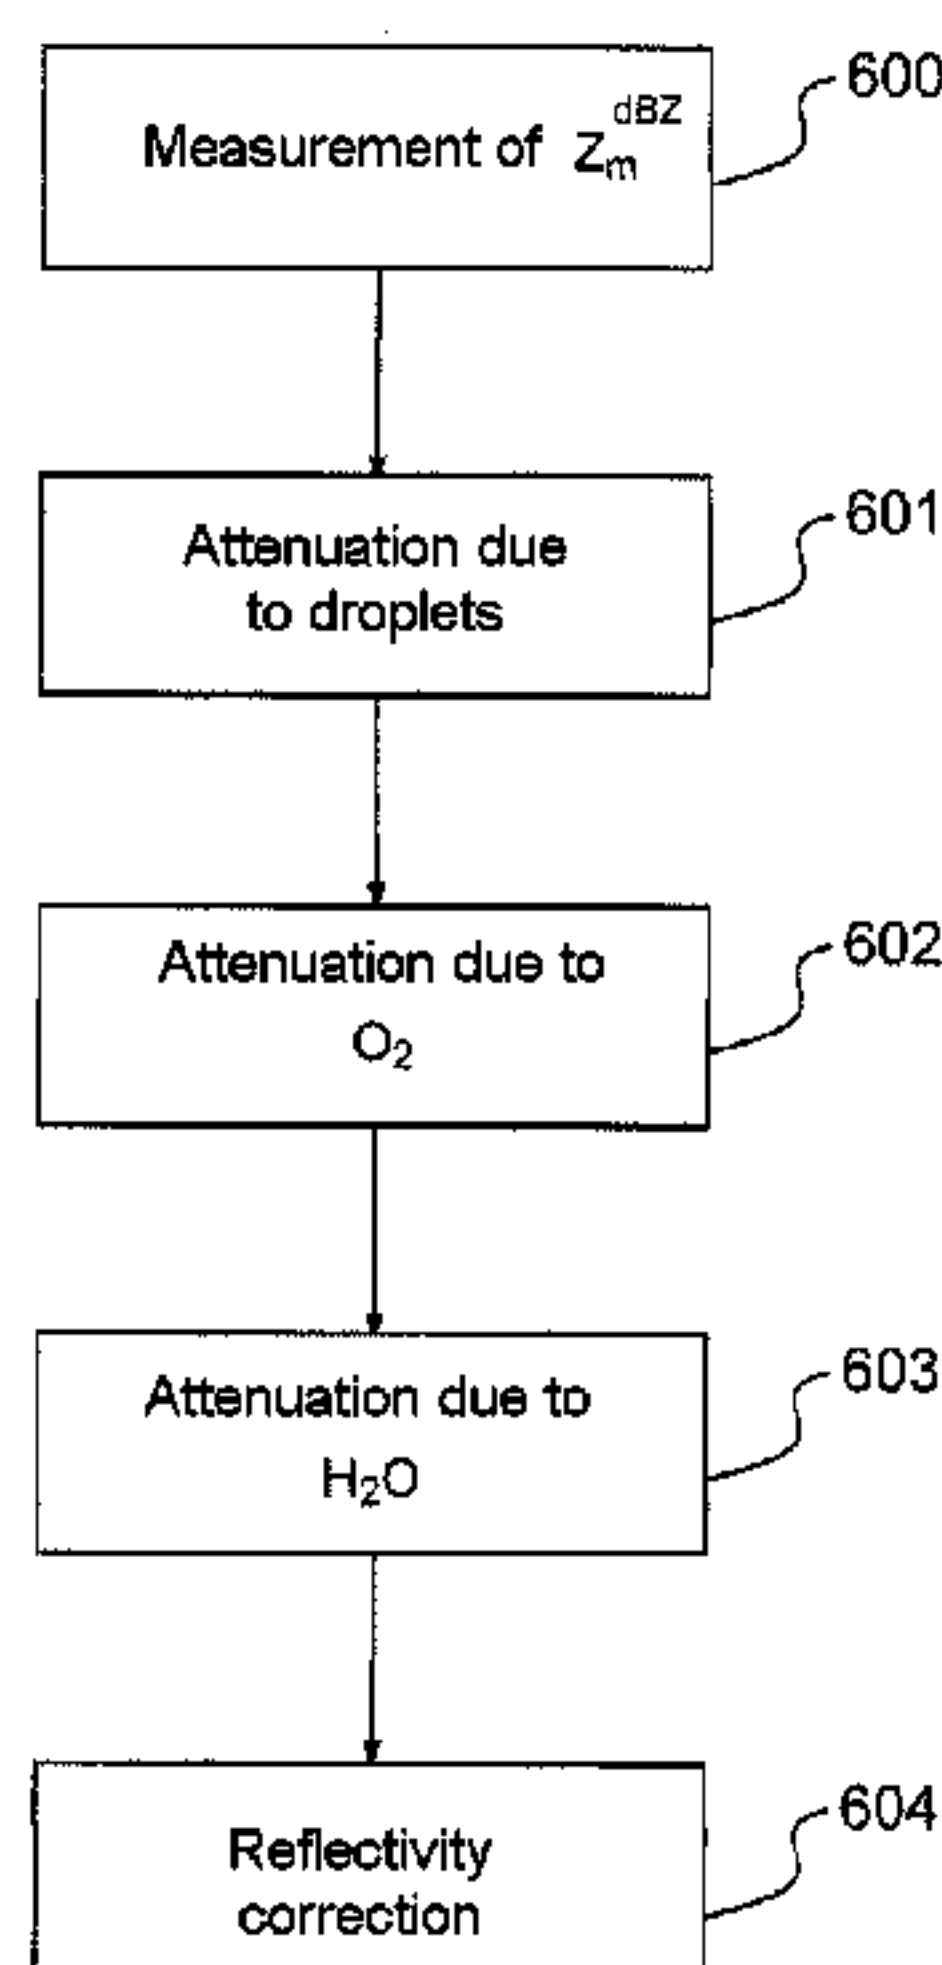 Measurement of Z_m^dBZ
600
Attenuation due
to droplets
601
Attenuation due to
O₂
602
Attenuation due to
H₂O
603
Reflectivity
correction
604